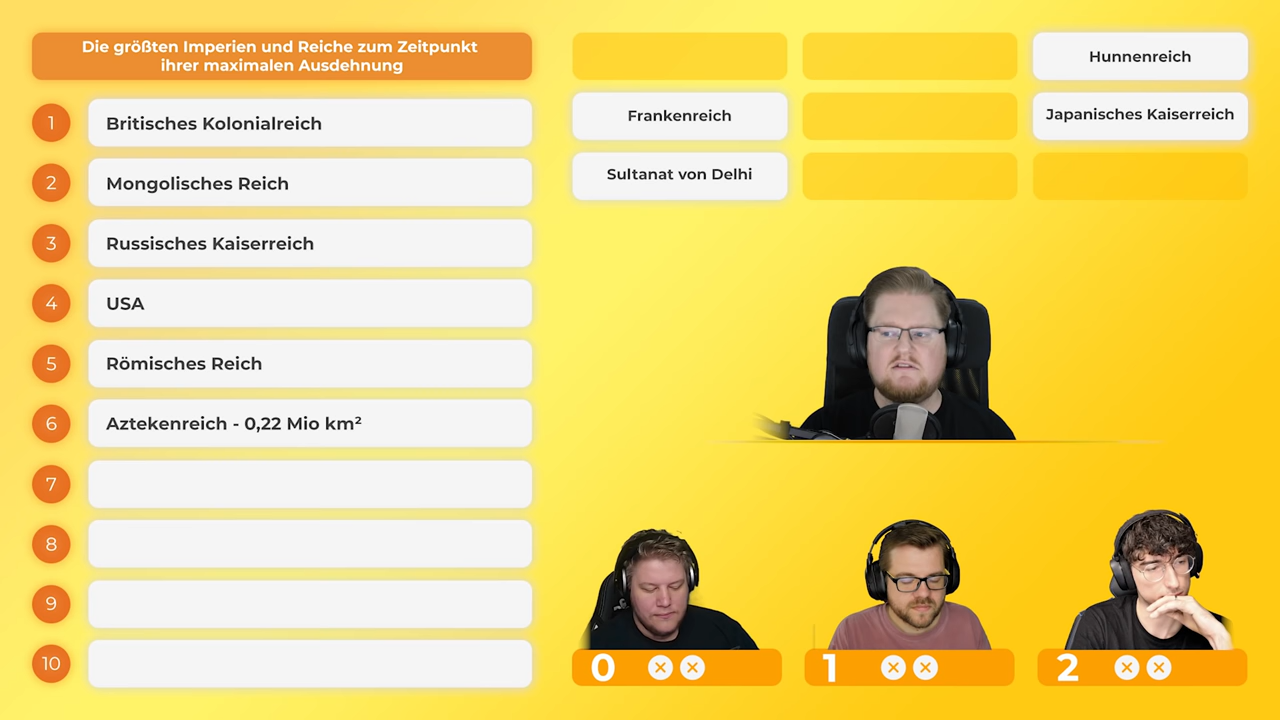 Die größten Imperien und Reiche zum Zeitpunkt
ihrer maximalen Ausdehnung
1
Britisches Kolonialreich
2
Mongolisches Reich
3
Russisches Kaiserreich
4
USA
5
Römisches Reich
6
Aztekenreich - 0,22 Mio km²
7
8
9
10
Hunnenreich
Frankenreich
Japanisches Kaiserreich
Sultanat von Delhi
0
1
2